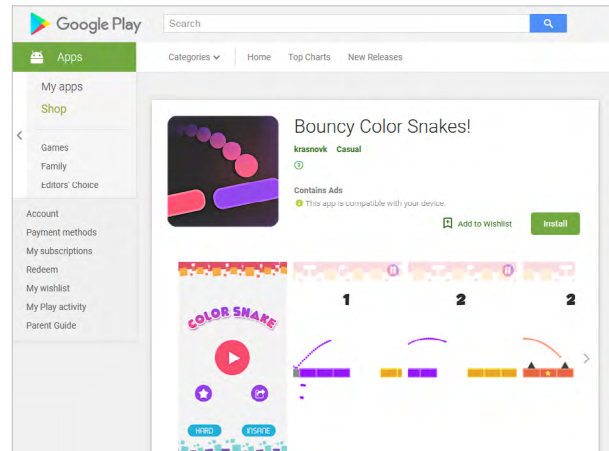 Google Play
Search
Apps
Categories
Home
Top Charts
New Releases
My apps
Shop
Games
Family
Editors' Choice
Account
Payment methods
My subscriptions
Redeem
My wishlist
My Play activity
Parent Guide
Bouncy Color Snakes!
krasnovk Casual
Contains Ads
This app is compatible with your device.
Add to Wishlist
Install
COLOR SNAKE
HARD
INSANE
1
2
2